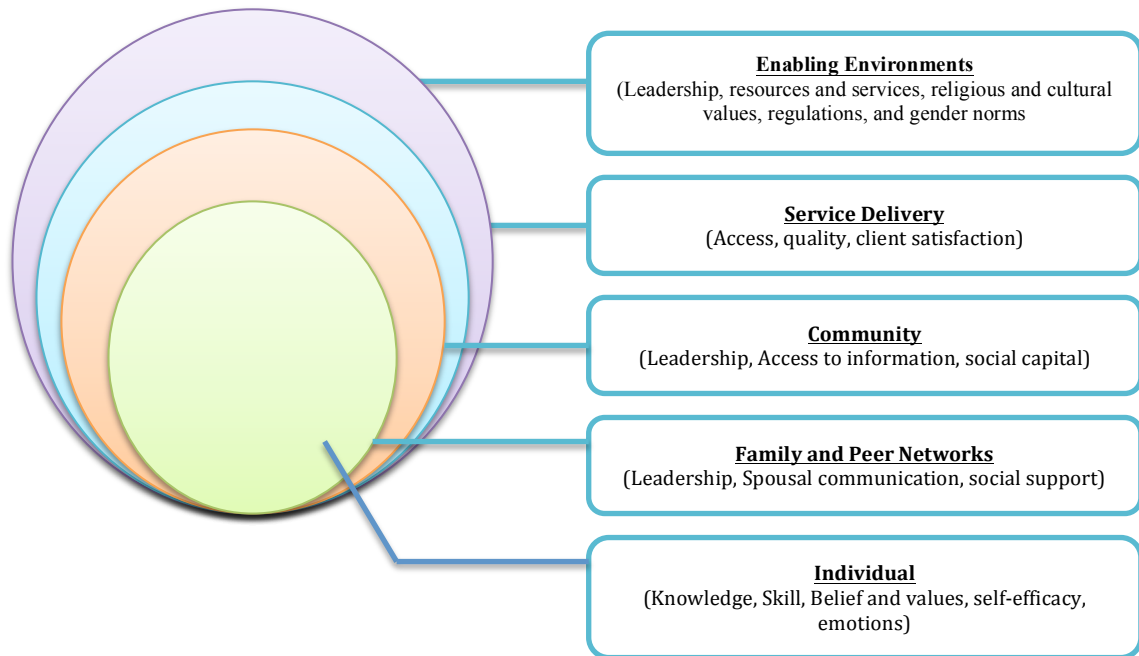 Enabling Environments
(Leadership, resources and services, religious and cultural
values, regulations, and gender norms
Service Delivery
(Access, quality, client satisfaction)
Community
(Leadership, Access to information, social capital)
Family and Peer Networks
(Leadership, Spousal communication, social support)
Individual
(Knowledge, Skill, Belief and values, self-efficacy,
emotions)